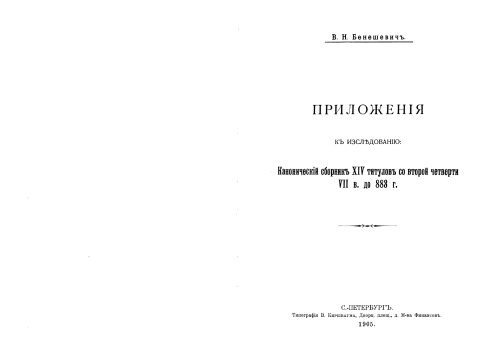 В. Н. Бенешевичъ.
ПРИЛОЖЕНІЯ
КЪ ИЗСЛѢДОВАНІЮ:
Каноническій сборникъ XIV титуловъ со второй четверти
VII в. до 883 г.
С.-ПЕТЕРБУРГЪ.
Типографія В. Киршбаума, Дворц. площ., д. М-ва Финансовъ.
1905.